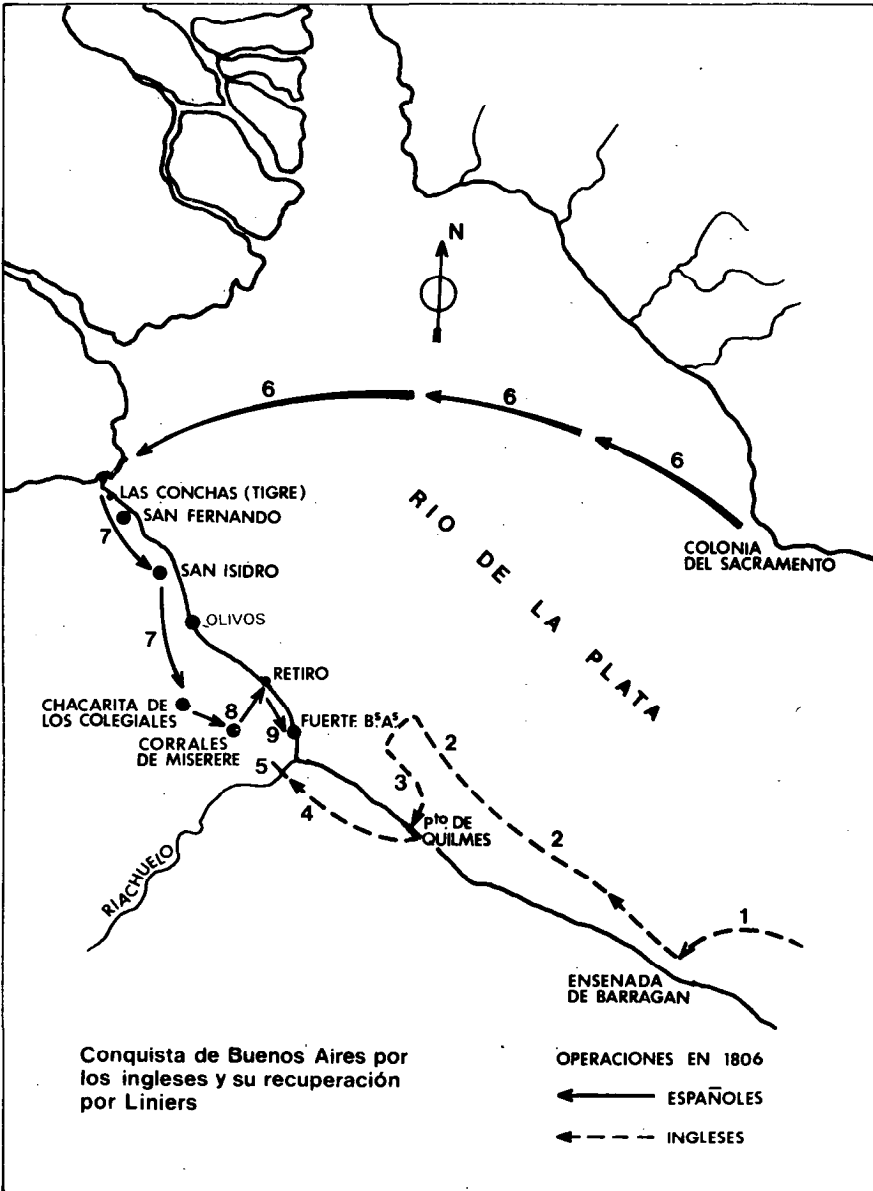 N
6
6
6
LAS CONCHAS (TIGRE)
SAN FERNANDO
7
SAN ISIDRO
RIO DE LA PLATA
COLONIA
DEL SACRAMENTO
OLIVOS
7
RETIRO
CHACARITA DE
LOS COLEGIALES
8
CORRALES
DE MISERERE
9
FUERTE Bs As
5
2
3
4
Pto DE
QUILMES
2
RIACHUELO
1
ENSENADA
DE BARRAGAN
Conquista de Buenos Aires por
los ingleses y su recuperación
por Liniers
OPERACIONES EN 1806
ESPAÑOLES
INGLESES